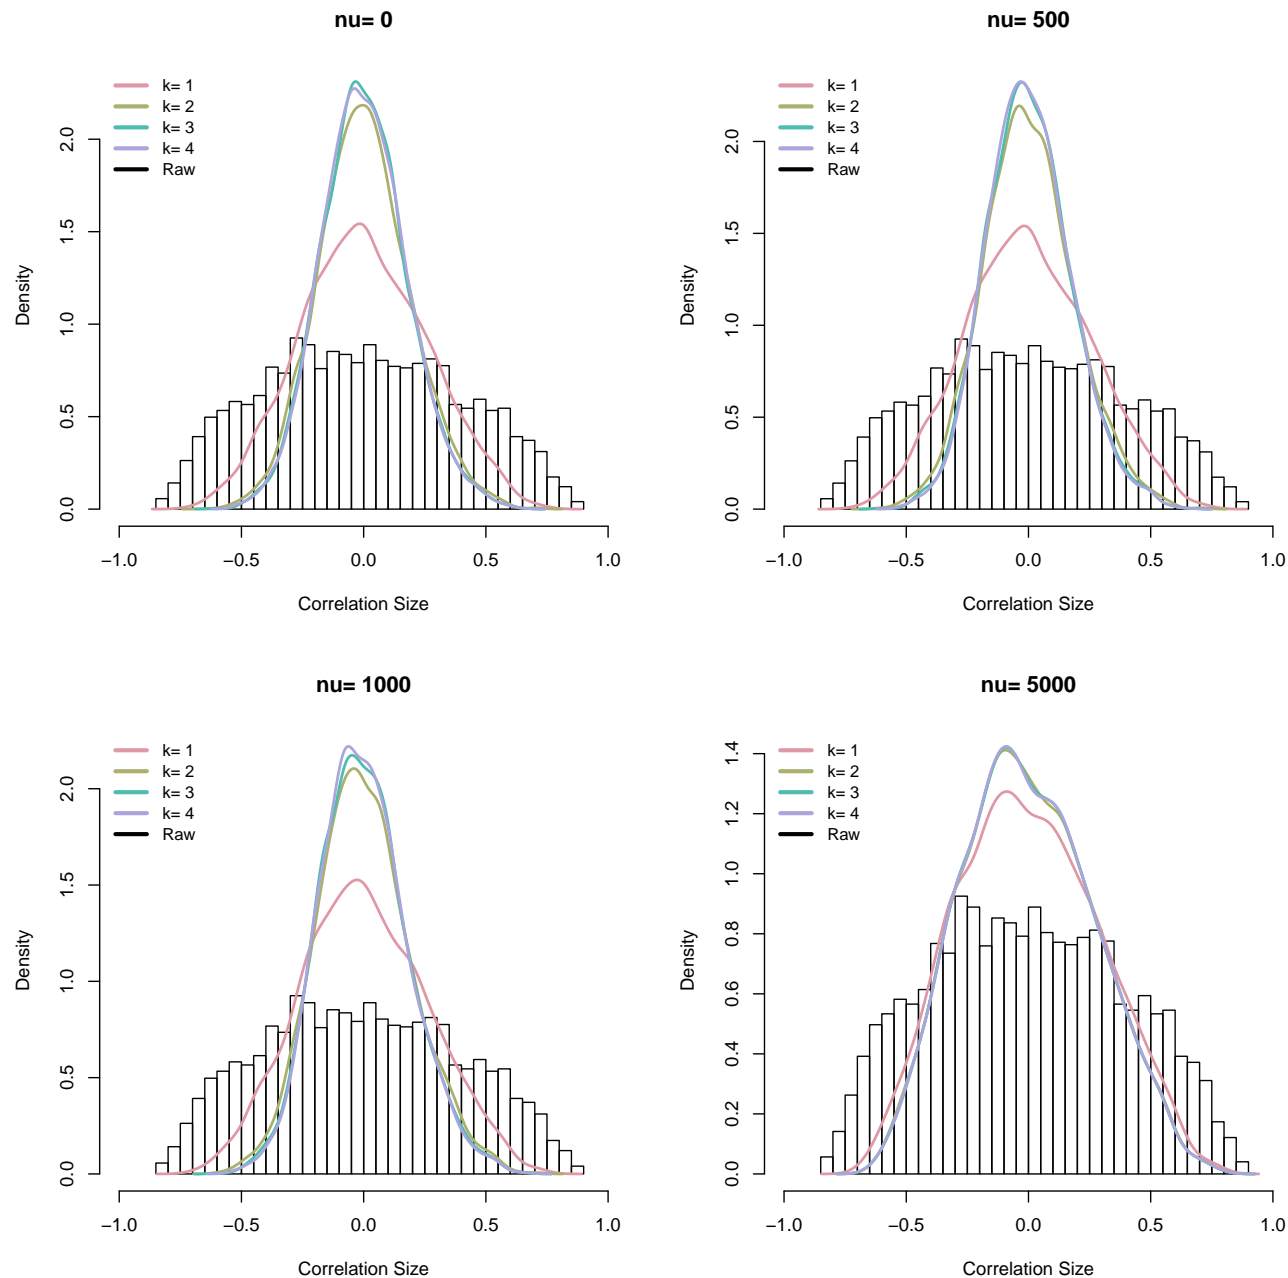 nu= 0
k= 1
k= 2
k= 3
k= 4
Raw
Density
0.0
0.5
1.0
1.5
2.0
−1.0 −0.5 0.0 0.5 1.0
Correlation Size
nu= 500
k= 1
k= 2
k= 3
k= 4
Raw
Density
0.0
0.5
1.0
1.5
2.0
−1.0 −0.5 0.0 0.5 1.0
Correlation Size
nu= 1000
k= 1
k= 2
k= 3
k= 4
Raw
Density
0.0
0.5
1.0
1.5
2.0
−1.0 −0.5 0.0 0.5 1.0
Correlation Size
nu= 5000
k= 1
k= 2
k= 3
k= 4
Raw
Density
0.0
0.2
0.4
0.6
0.8
1.0
1.2
1.4
−1.0 −0.5 0.0 0.5 1.0
Correlation Size